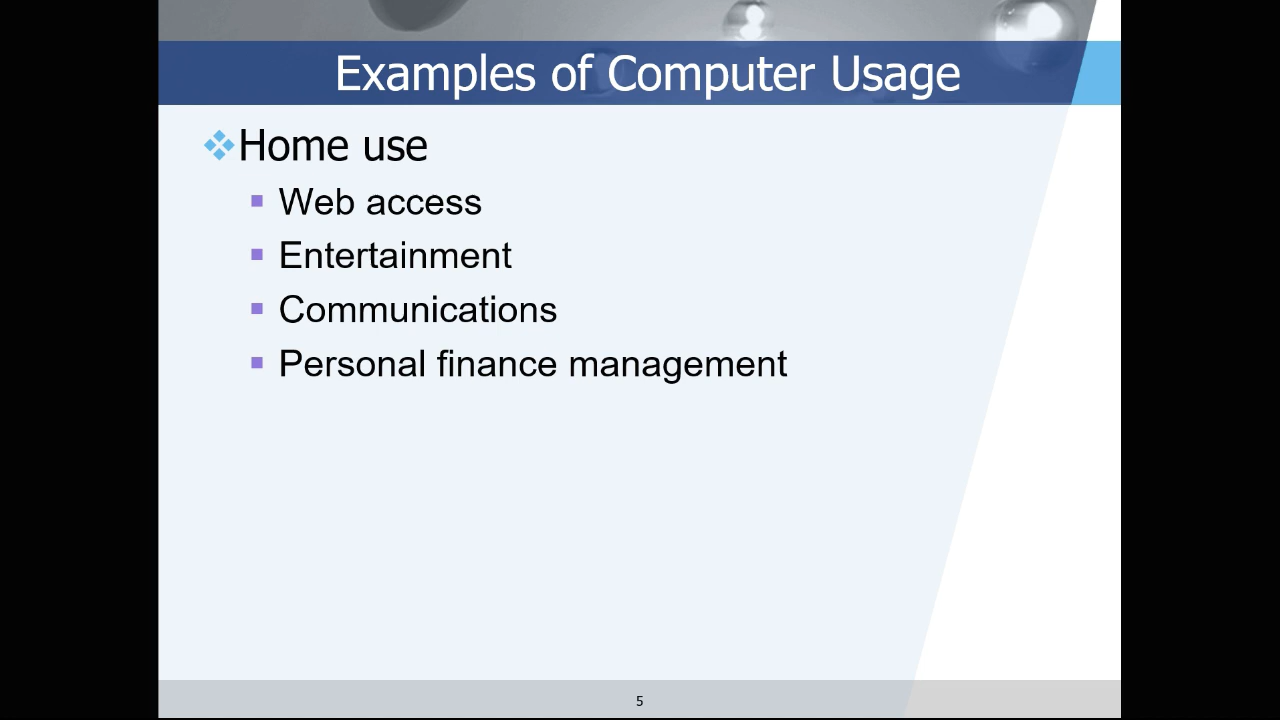 Examples of Computer Usage
Home use
Web access
Entertainment
Communications
Personal finance management
5